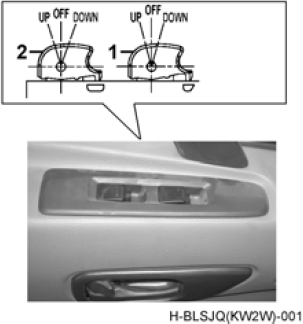 UP OFF DOWN UP OFF DOWN
2 1
H-BLSJQ(KW2W)-001